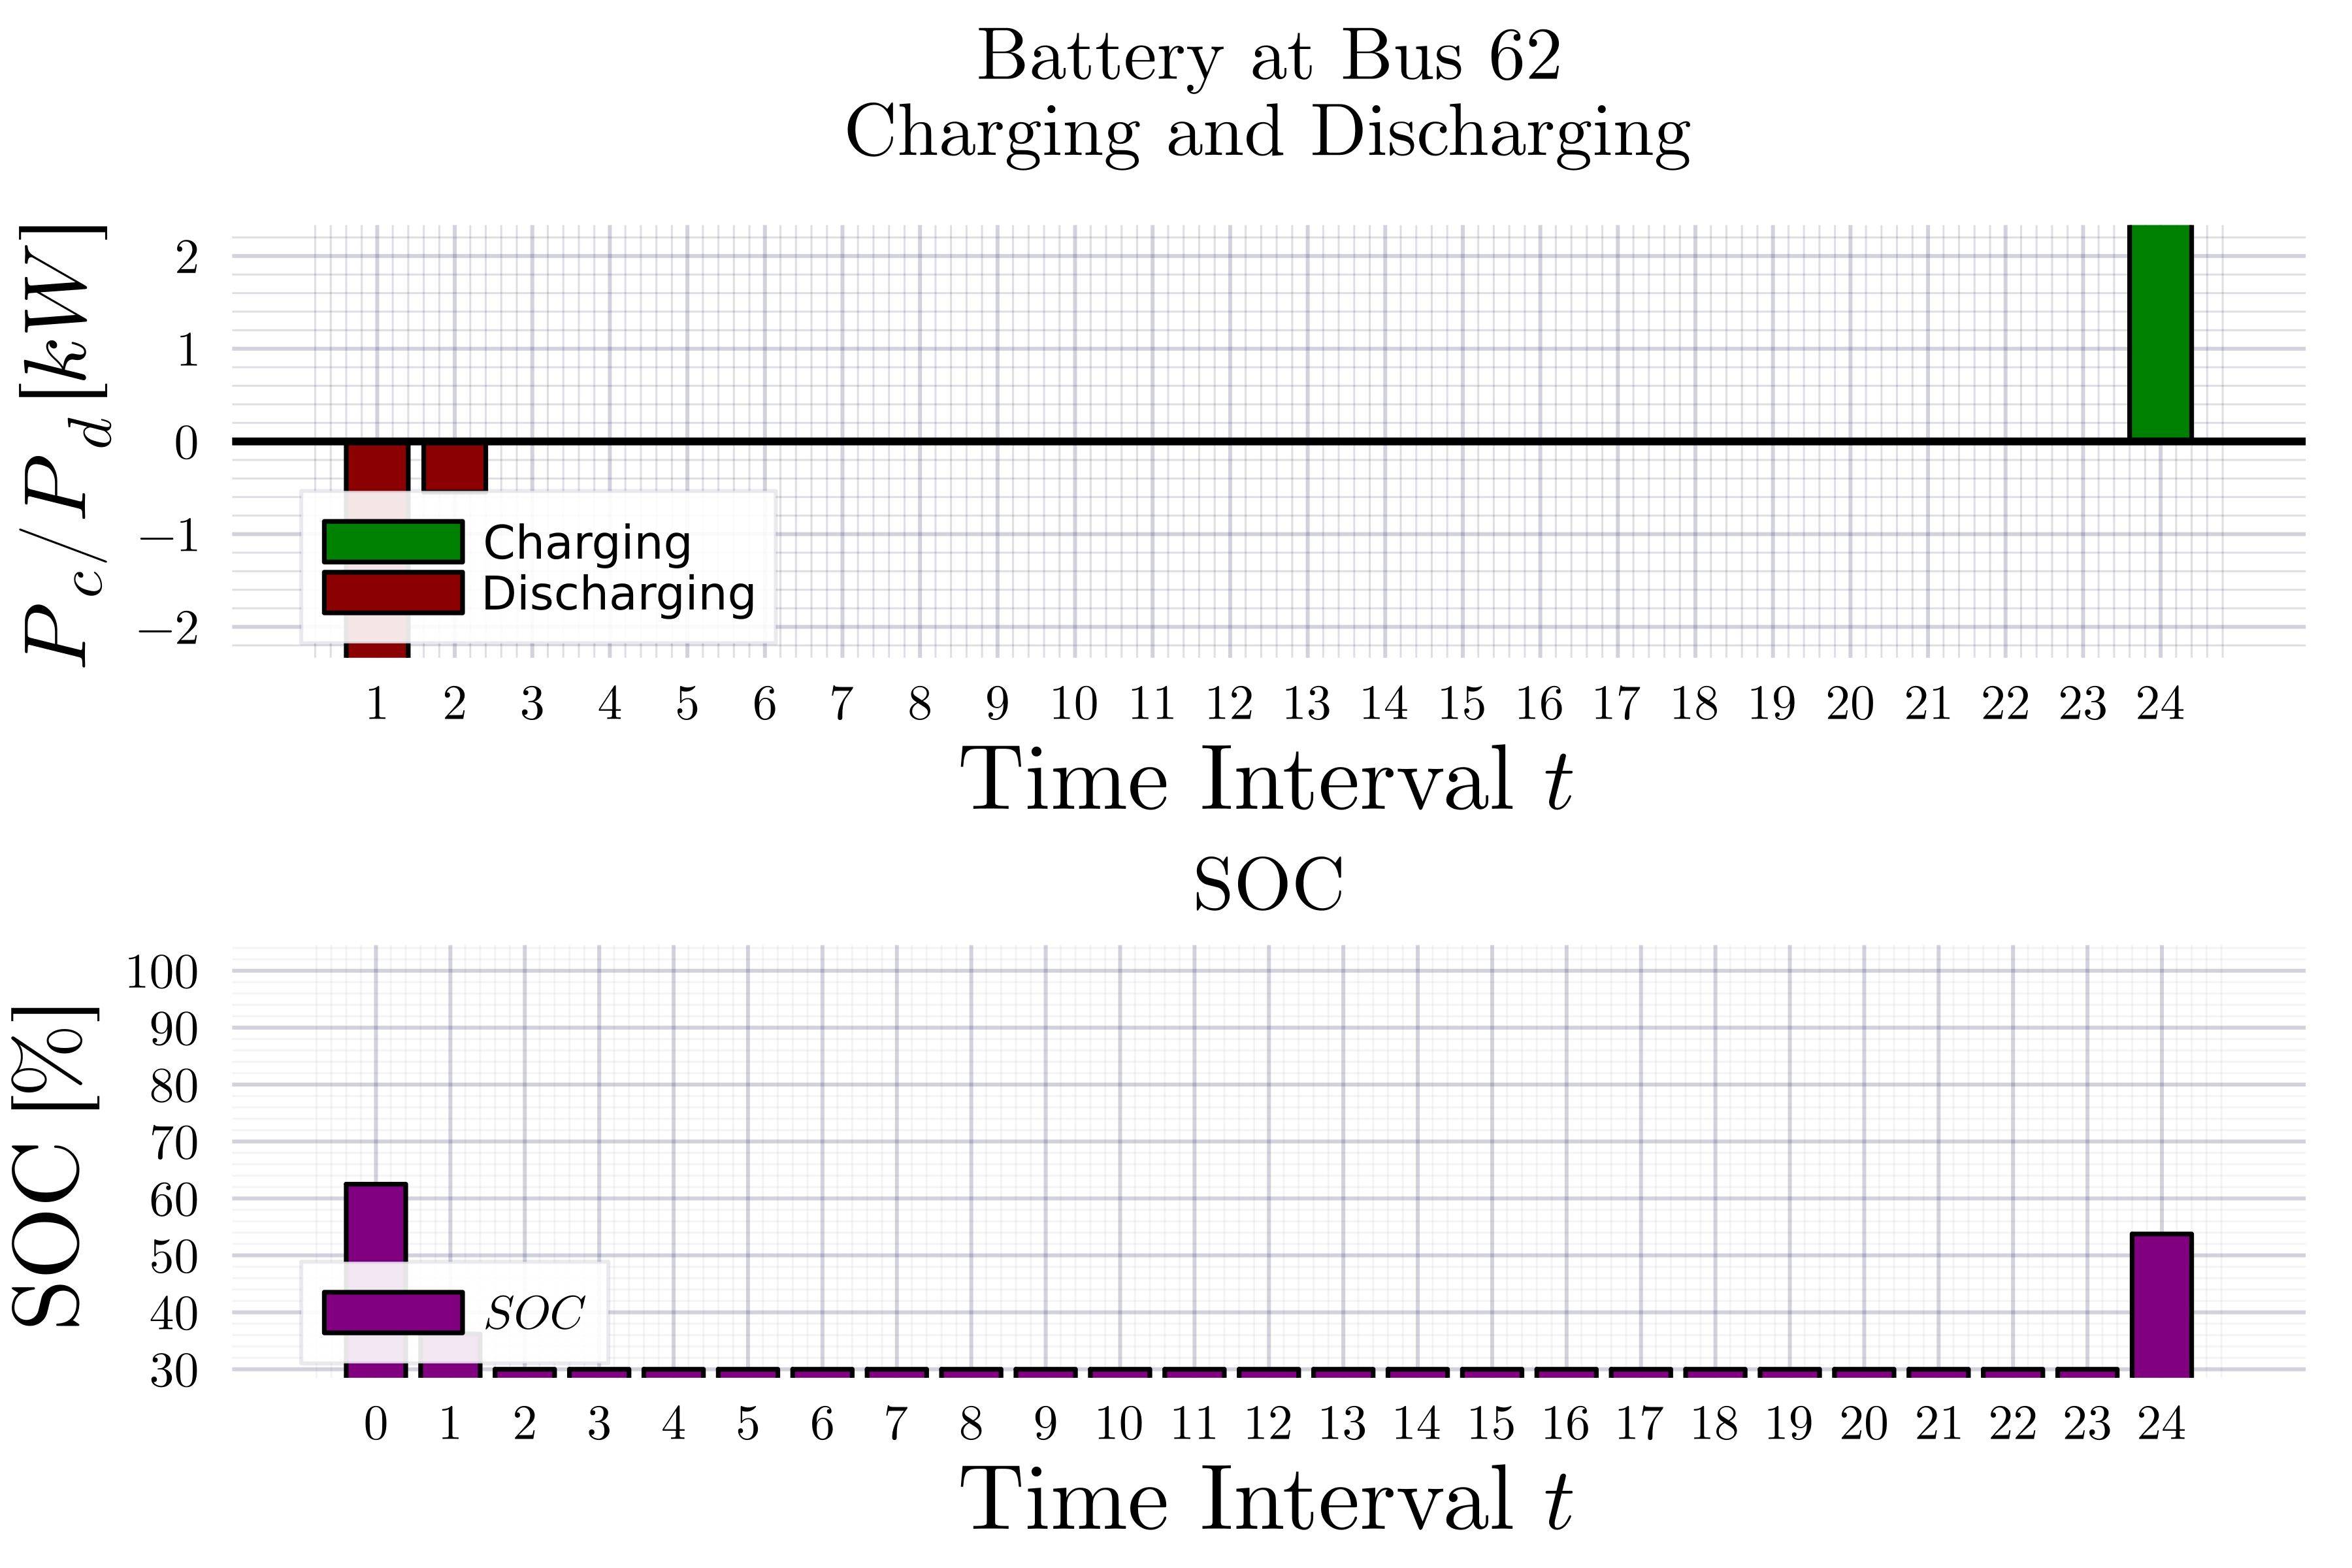 Battery at Bus 62
Charging and Discharging
P_c/P_d [kW]
2
1
0
−1
−2
Charging
Discharging
1 2 3 4 5 6 7 8 9 10 11 12 13 14 15 16 17 18 19 20 21 22 23 24
Time Interval t
SOC
SOC [%]
100
90
80
70
60
50
40
30
SOC
0 1 2 3 4 5 6 7 8 9 10 11 12 13 14 15 16 17 18 19 20 21 22 23 24
Time Interval t